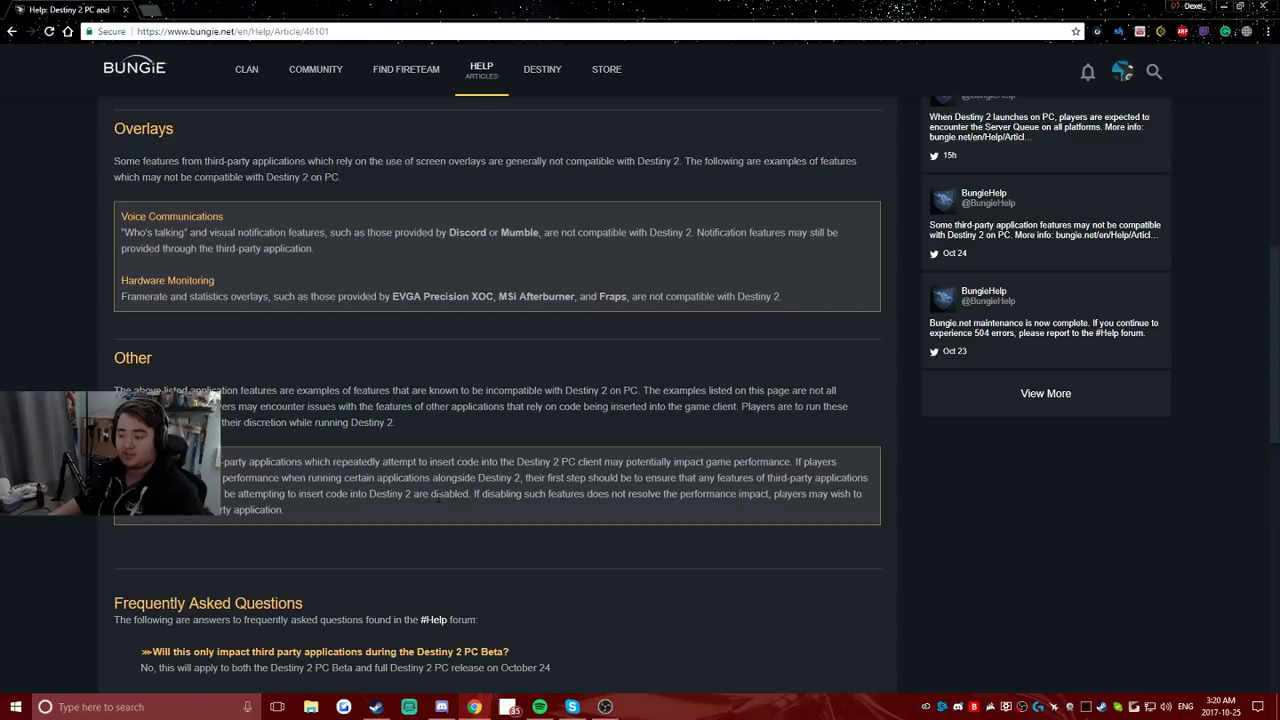 Help: Destiny 2 PC and
Dexel
Secure
https://www.bungie.net/en/Help/Article/46101
BUNGiE
CLAN
COMMUNITY
FIND FIRETEAM
HELP
ARTICLES
DESTINY
STORE
Overlays
Some features from third-party applications which rely on the use of screen overlays are generally not compatible with Destiny 2. The following are examples of features
which may not be compatible with Destiny 2 on PC.
Voice Communications
"Who's talking" and visual notification features, such as those provided by Discord or Mumble, are not compatible with Destiny 2. Notification features may still be
provided through the third-party application.
Hardware Monitoring
Framerate and statistics overlays, such as those provided by EVGA Precision XOC, MSI Afterburner, and Fraps, are not compatible with Destiny 2.
Other
The above listed application features are examples of features that are known to be incompatible with Destiny 2 on PC. The examples listed on this page are not all
may encounter issues with the features of other applications that rely on code being inserted into the game client. Players are to run these
their discretion while running Destiny 2.
-party applications which repeatedly attempt to insert code into the Destiny 2 PC client may potentially impact game performance. If players
performance when running certain applications alongside Destiny 2, their first step should be to ensure that any features of third-party applications
be attempting to insert code into Destiny 2 are disabled. If disabling such features does not resolve the performance impact, players may wish to
application.
Frequently Asked Questions
The following are answers to frequently asked questions found in the #Help forum:
⋙Will this only impact third party applications during the Destiny 2 PC Beta?
No, this will apply to both the Destiny 2 PC Beta and full Destiny 2 PC release on October 24
@BungieHelp
When Destiny 2 launches on PC, players are expected to
encounter the Server Queue on all platforms. More info:
bungie.net/en/Help/Articl…
15h
BungieHelp
@BungieHelp
Some third-party application features may not be compatible
with Destiny 2 on PC. More info: bungie.net/en/Help/Artic…
Oct 24
BungieHelp
@BungieHelp
Bungie.net maintenance is now complete. If you continue to
experience 504 errors, please report to the #Help forum.
Oct 23
View More
Type here to search
3:20 AM
2017-10-25